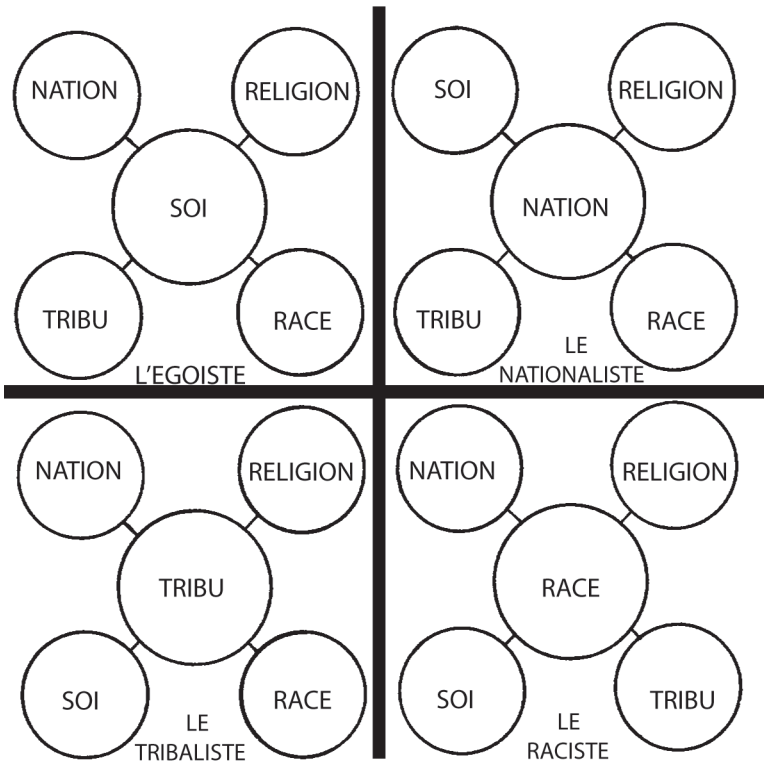 NATION
RELIGION
SOI
TRIBU
RACE
L'EGOISTE
SOI
RELIGION
NATION
TRIBU
RACE
LE
NATIONALISTE
NATION
RELIGION
TRIBU
SOI
RACE
LE
TRIBALISTE
NATION
RELIGION
RACE
SOI
TRIBU
LE
RACISTE